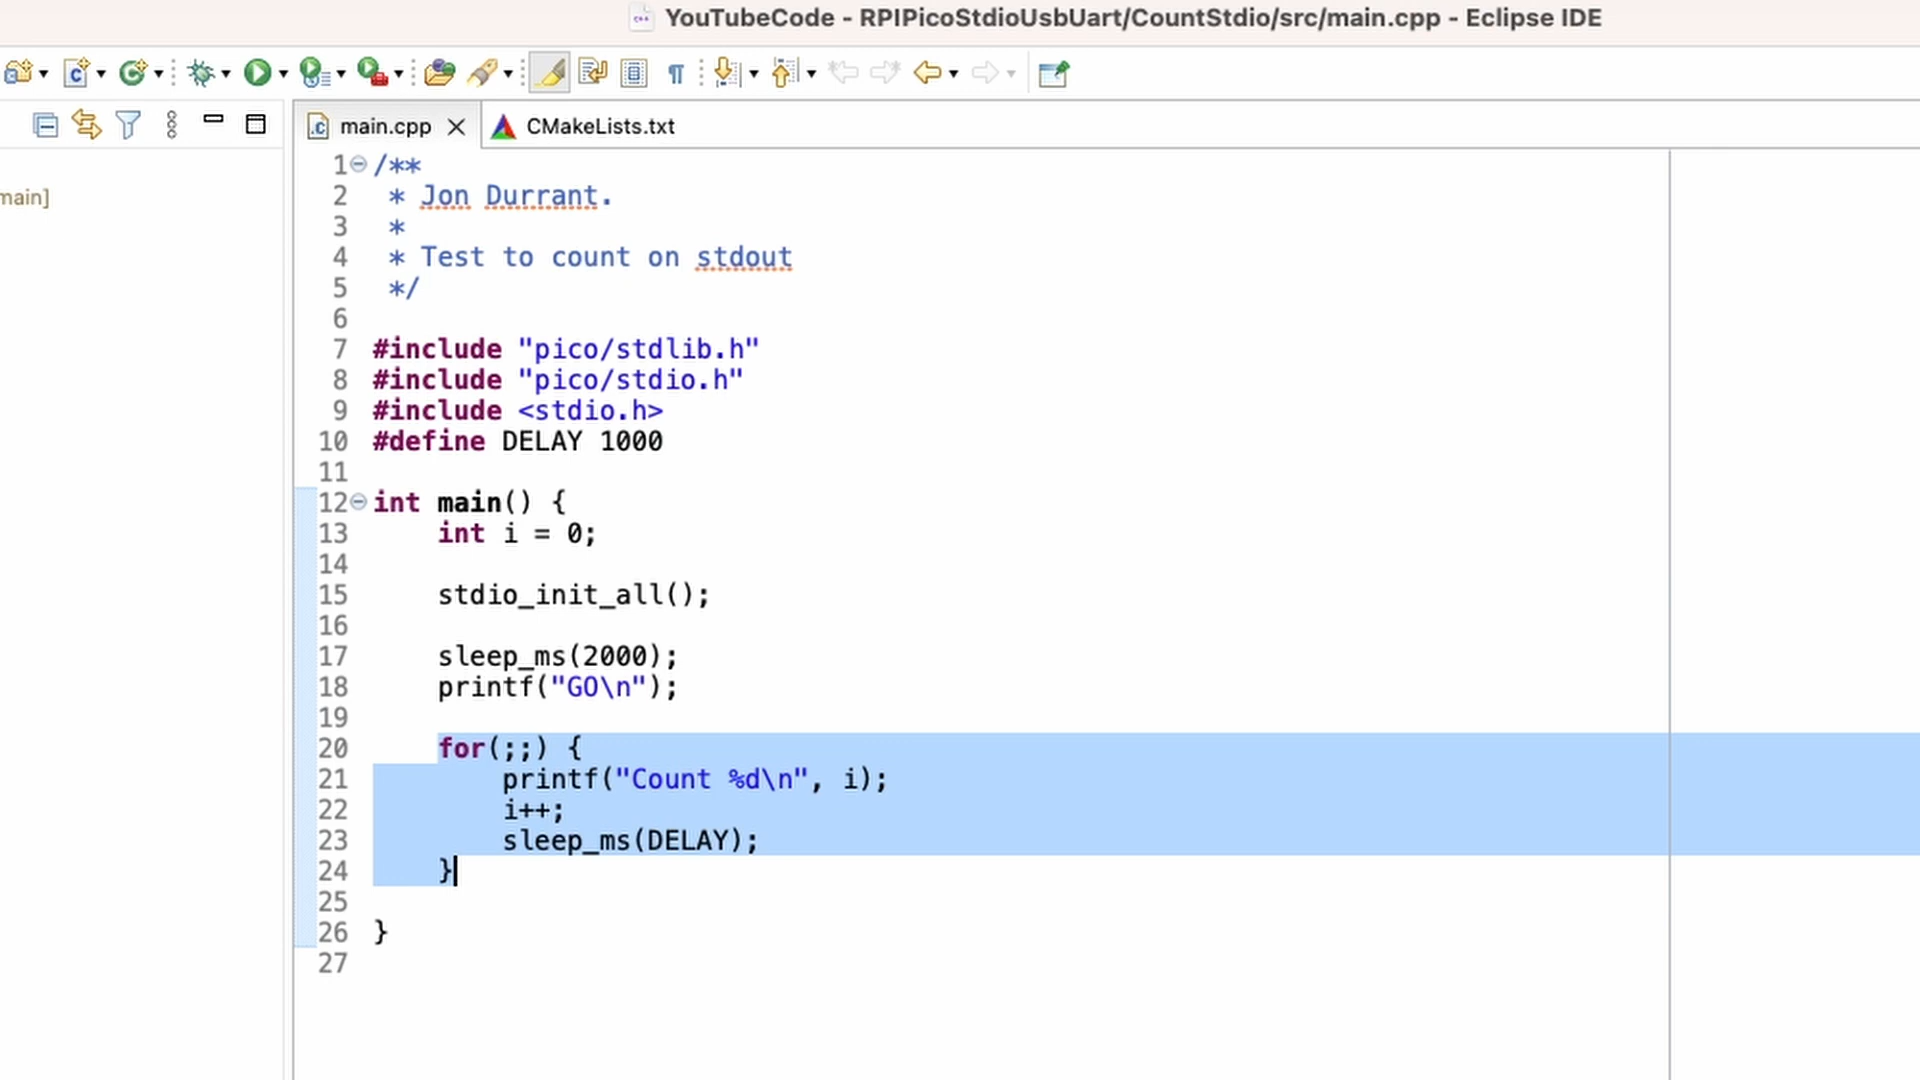 YouTubeCode - RPIPicoStdioUsbUart/CountStdio/src/main.cpp - Eclipse IDE
main.cpp
CMakeLists.txt
main]
1 /**
2  * Jon Durrant.
3  *
4  * Test to count on stdout
5  */
6
7 #include "pico/stdlib.h"
8 #include "pico/stdio.h"
9 #include <stdio.h>
10 #define DELAY 1000
11
12 int main() {
13     int i = 0;
14
15     stdio_init_all();
16
17     sleep_ms(2000);
18     printf("GO\n");
19
20     for(;;) {
21         printf("Count %d\n", i);
22         i++;
23         sleep_ms(DELAY);
24     }
25
26 }
27